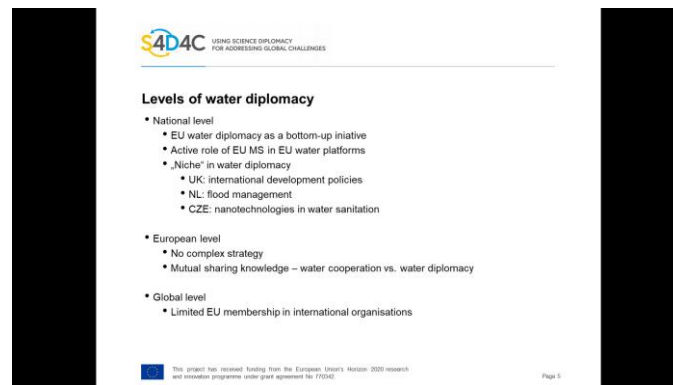 S4D4C USING SCIENCE DIPLOMACY
FOR ADDRESSING GLOBAL CHALLENGES
Levels of water diplomacy
• National level
• EU water diplomacy as a bottom-up iniative
• Active role of EU MS in EU water platforms
• „Niche“ in water diplomacy
• UK: international development policies
• NL: flood management
• CZE: nanotechnologies in water sanitation
• European level
• No complex strategy
• Mutual sharing knowledge – water cooperation vs. water diplomacy
• Global level
• Limited EU membership in international organisations
This project has received funding from the European Union's Horizon 2020 research
and innovation programme under grant agreement No 770342.
Page 5